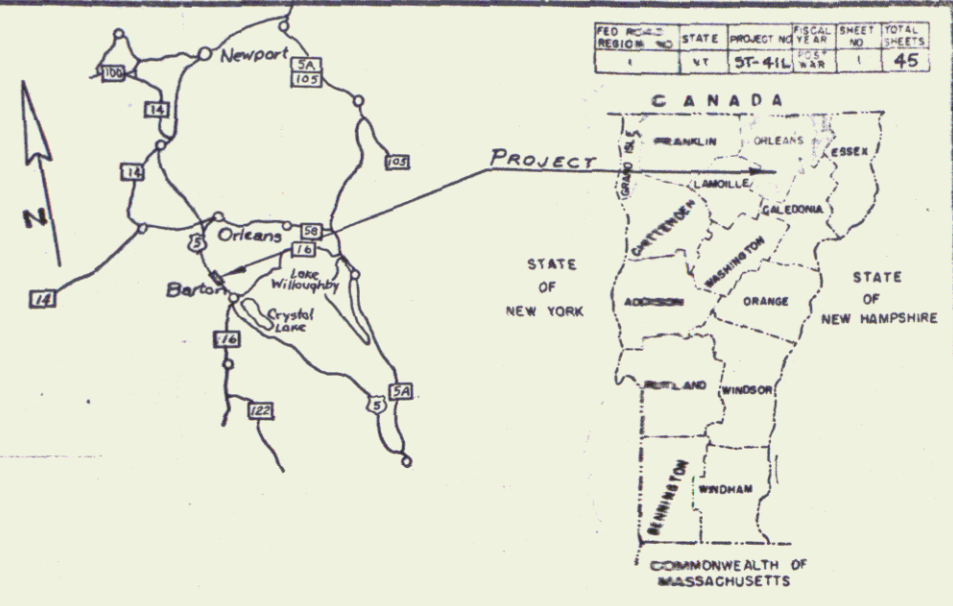 FED ROAD REGION NO
STATE
PROJECT NO
FISCAL YEAR
SHEET NO
TOTAL SHEETS
1
VT
ST-41L
POST WAR
1
45
Newport
5A
105
100
14
14
105
N
PROJECT
5
Orleans
58
16
Lake
Willoughby
Barton
14
Crystal
Lake
16
5A
5
122
CANADA
GRAND ISLE
FRANKLIN
ORLEANS
ESSEX
LAMOILLE
CALEDONIA
CHITTENDEN
WASHINGTON
STATE
OF
NEW YORK
ADDISON
ORANGE
STATE
OF
NEW HAMPSHIRE
RUTLAND
WINDSOR
BENNINGTON
WINDHAM
COMMONWEALTH OF
MASSACHUSETTS